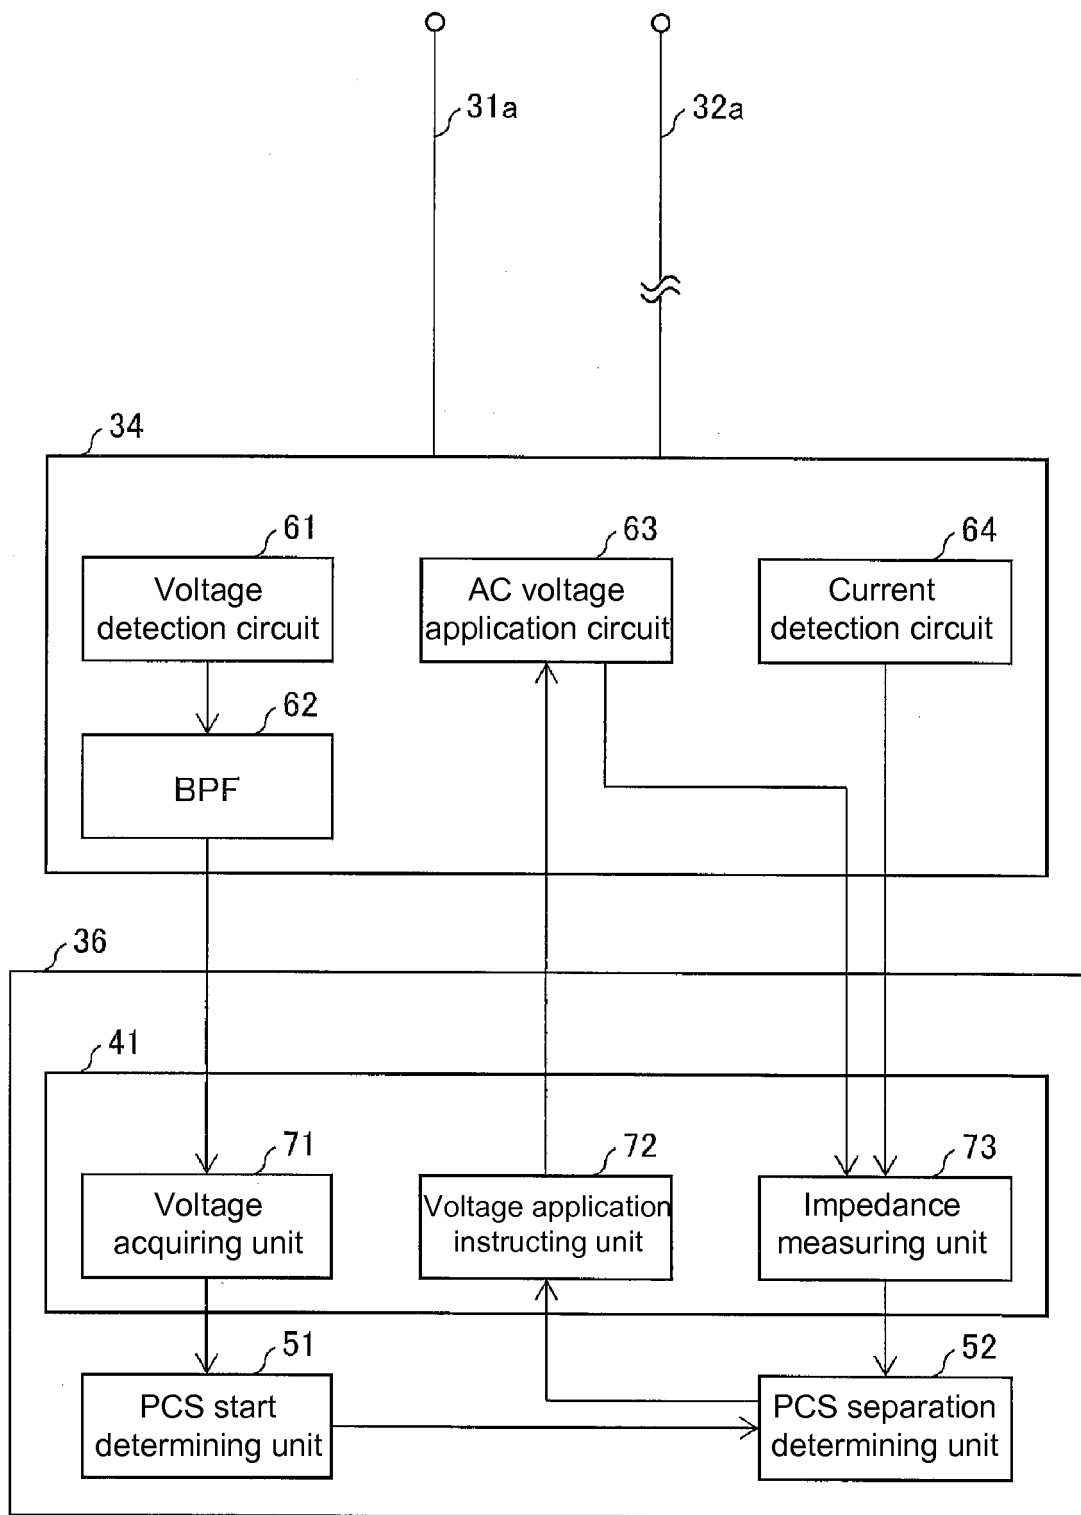 31a
32a
34
61
63
64
Voltage
detection circuit
AC voltage
application circuit
Current
detection circuit
62
BPF
36
41
71
72
73
Voltage
acquiring unit
Voltage application
instructing unit
Impedance
measuring unit
51
52
PCS start
determining unit
PCS separation
determining unit